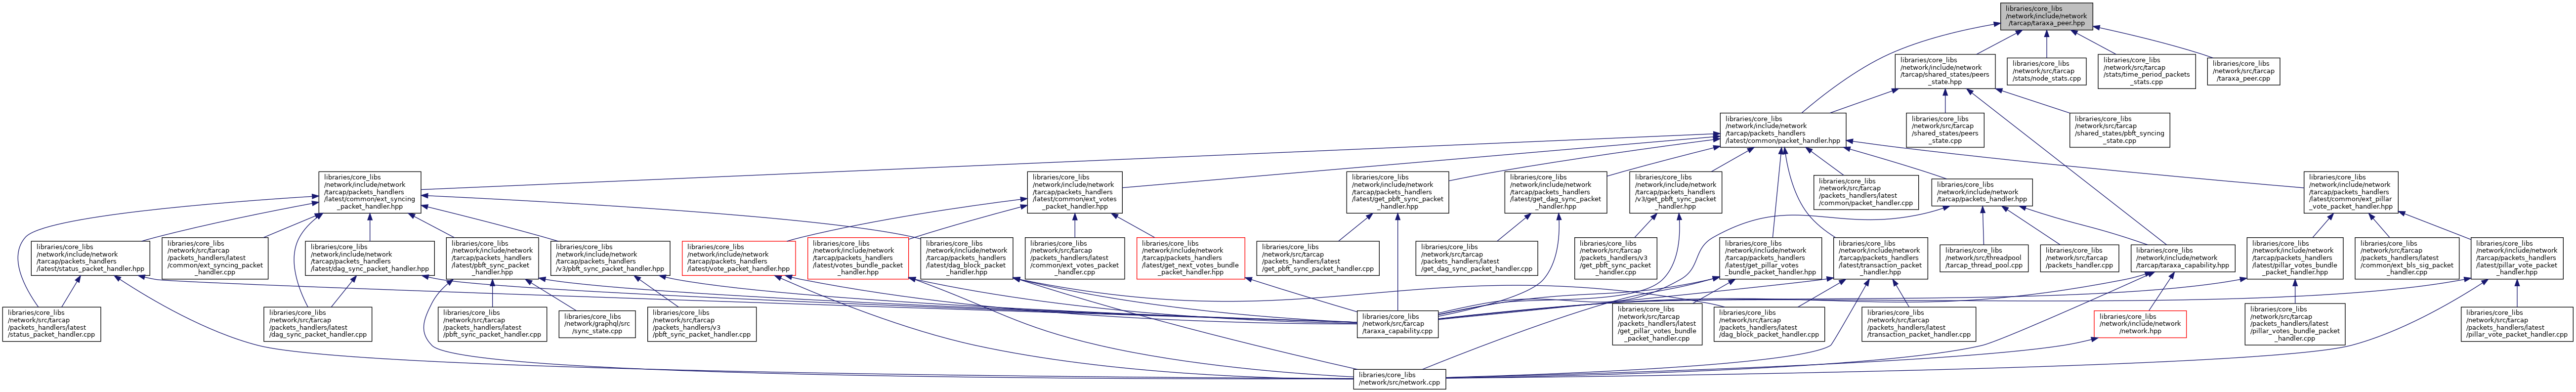 libraries/core_libs
/network/include/network
/tarcap/taraxa_peer.hpp
libraries/core_libs
/network/include/network
/tarcap/shared_states/peers
_state.hpp
libraries/core_libs
/network/src/tarcap
/stats/node_stats.cpp
libraries/core_libs
/network/src/tarcap
/stats/time_period_packets
_stats.cpp
libraries/core_libs
/network/src/tarcap
/taraxa_peer.cpp
libraries/core_libs
/network/include/network
/tarcap/packets_handlers
/latest/common/packet_handler.hpp
libraries/core_libs
/network/src/tarcap
/shared_states/peers
_state.cpp
libraries/core_libs
/network/src/tarcap
/shared_states/pbft_syncing
_state.cpp
libraries/core_libs
/network/include/network
/tarcap/packets_handlers
/latest/common/ext_syncing
_packet_handler.hpp
libraries/core_libs
/network/include/network
/tarcap/packets_handlers
/latest/common/ext_votes
_packet_handler.hpp
libraries/core_libs
/network/include/network
/tarcap/packets_handlers
/latest/get_pbft_sync_packet
_handler.hpp
libraries/core_libs
/network/include/network
/tarcap/packets_handlers
/latest/get_dag_sync_packet
_handler.hpp
libraries/core_libs
/network/include/network
/tarcap/packets_handlers
/v3/get_pbft_sync_packet
_handler.hpp
libraries/core_libs
/network/src/tarcap
/packets_handlers/latest
/common/packet_handler.cpp
libraries/core_libs
/network/include/network
/tarcap/packets_handler.hpp
libraries/core_libs
/network/include/network
/tarcap/packets_handlers
/latest/common/ext_pillar
_vote_packet_handler.hpp
libraries/core_libs
/network/include/network
/tarcap/packets_handlers
/latest/status_packet_handler.hpp
libraries/core_libs
/network/src/tarcap
/packets_handlers/latest
/common/ext_syncing_packet
_handler.cpp
libraries/core_libs
/network/include/network
/tarcap/packets_handlers
/latest/dag_sync_packet_handler.hpp
libraries/core_libs
/network/include/network
/tarcap/packets_handlers
/latest/pbft_sync_packet
_handler.hpp
libraries/core_libs
/network/include/network
/tarcap/packets_handlers
/v3/pbft_sync_packet_handler.hpp
libraries/core_libs
/network/include/network
/tarcap/packets_handlers
/latest/vote_packet_handler.hpp
libraries/core_libs
/network/include/network
/tarcap/packets_handlers
/latest/votes_bundle_packet
_handler.hpp
libraries/core_libs
/network/include/network
/tarcap/packets_handlers
/latest/dag_block_packet
_handler.hpp
libraries/core_libs
/network/src/tarcap
/packets_handlers/latest
/common/ext_votes_packet
_handler.cpp
libraries/core_libs
/network/include/network
/tarcap/packets_handlers
/latest/get_next_votes_bundle
_packet_handler.hpp
libraries/core_libs
/network/src/tarcap
/packets_handlers/latest
/get_pbft_sync_packet_handler.cpp
libraries/core_libs
/network/src/tarcap
/packets_handlers/latest
/get_dag_sync_packet_handler.cpp
libraries/core_libs
/network/src/tarcap
/packets_handlers/v3
/get_pbft_sync_packet
_handler.cpp
libraries/core_libs
/network/include/network
/tarcap/packets_handlers
/latest/get_pillar_votes
_bundle_packet_handler.hpp
libraries/core_libs
/network/include/network
/tarcap/packets_handlers
/latest/transaction_packet
_handler.hpp
libraries/core_libs
/network/src/threadpool
/tarcap_thread_pool.cpp
libraries/core_libs
/network/src/tarcap
/packets_handler.cpp
libraries/core_libs
/network/include/network
/tarcap/taraxa_capability.hpp
libraries/core_libs
/network/include/network
/tarcap/packets_handlers
/latest/pillar_votes_bundle
_packet_handler.hpp
libraries/core_libs
/network/src/tarcap
/packets_handlers/latest
/common/ext_bls_sig_packet
_handler.cpp
libraries/core_libs
/network/include/network
/tarcap/packets_handlers
/latest/pillar_vote_packet
_handler.hpp
libraries/core_libs
/network/src/tarcap
/packets_handlers/latest
/status_packet_handler.cpp
libraries/core_libs
/network/src/tarcap
/packets_handlers/latest
/dag_sync_packet_handler.cpp
libraries/core_libs
/network/src/tarcap
/packets_handlers/latest
/pbft_sync_packet_handler.cpp
libraries/core_libs
/network/graphql/src
/sync_state.cpp
libraries/core_libs
/network/src/tarcap
/packets_handlers/v3
/pbft_sync_packet_handler.cpp
libraries/core_libs
/network/src/tarcap
/taraxa_capability.cpp
libraries/core_libs
/network/src/tarcap
/packets_handlers/latest
/get_pillar_votes_bundle
_packet_handler.cpp
libraries/core_libs
/network/src/tarcap
/packets_handlers/latest
/dag_block_packet_handler.cpp
libraries/core_libs
/network/src/tarcap
/packets_handlers/latest
/transaction_packet_handler.cpp
libraries/core_libs
/network/include/network
/network.hpp
libraries/core_libs
/network/src/tarcap
/packets_handlers/latest
/pillar_votes_bundle_packet
_handler.cpp
libraries/core_libs
/network/src/tarcap
/packets_handlers/latest
/pillar_vote_packet_handler.cpp
libraries/core_libs
/network/src/network.cpp